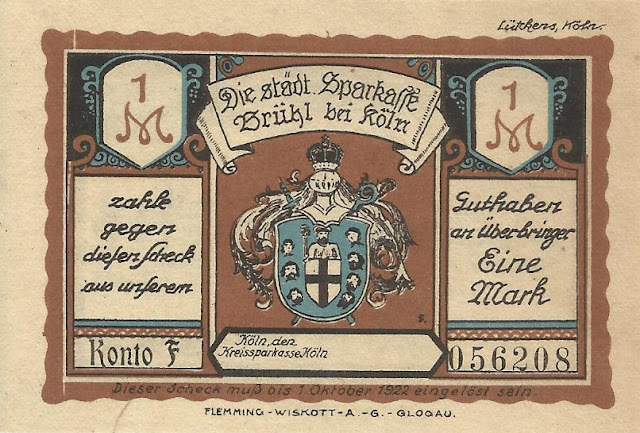 Lütkers, Köln.
1
M
Die städt. Sparkasse
Brühl bei Köln
1
M
zahle
gegen
diesen Scheck
aus unserem
Guthaben
an Überbringer
Eine
Mark
S.
Konto F
Köln, den
Kreissparkasse Köln
056208
Dieser Scheck muß bis 1 Oktober 1922 eingelöst sein.
FLEMMING-WISKOTT-A.-G.-GLOGAU.